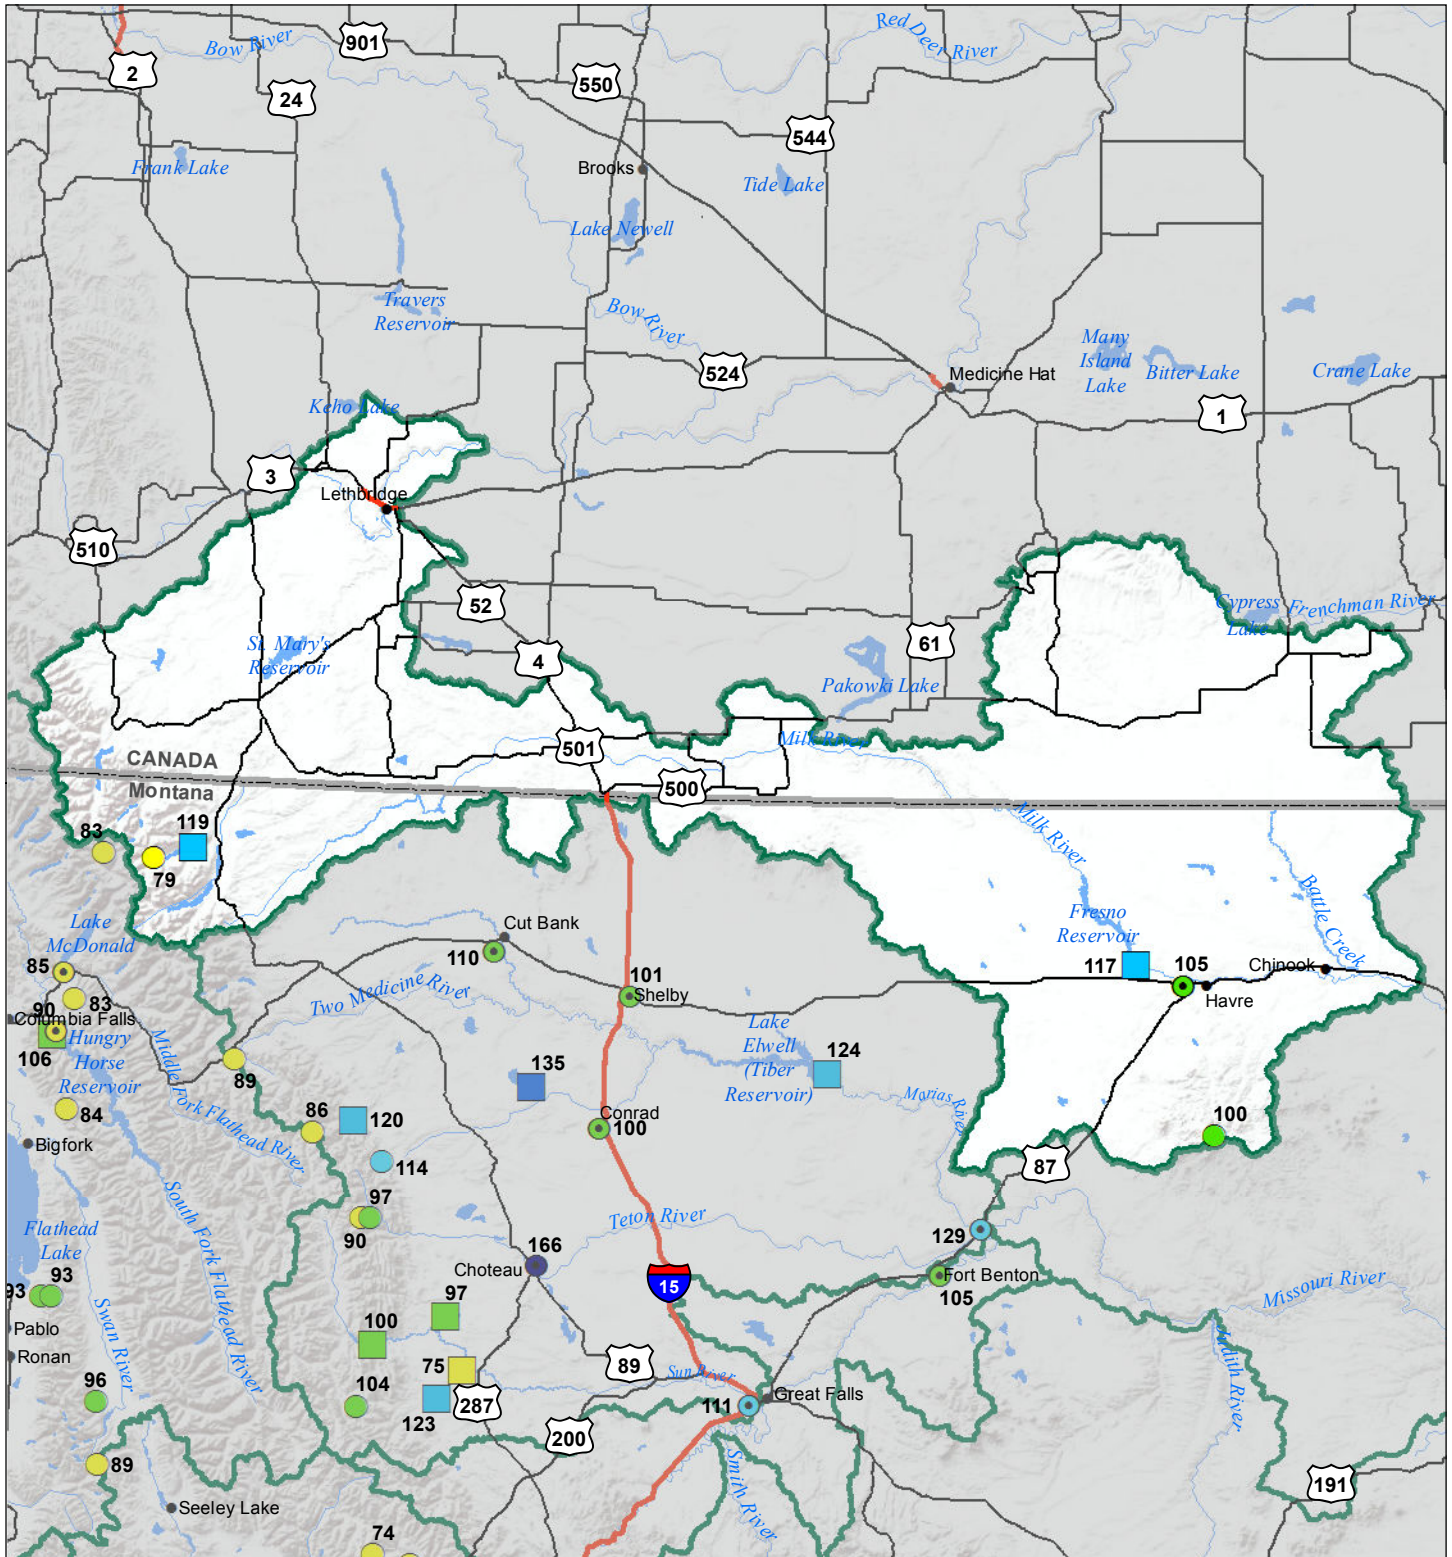 Bow River
901
Red Deer River
2
24
550
544
Frank Lake
Brooks
Tide Lake
Lake Newell
Travers
Reservoir
Bow River
Many
Island
Lake
Bitter Lake
Crane Lake
524
Medicine Hat
1
Keho Lake
3
Lethbridge
510
52
Cypress
Lake
Frenchman River
St. Mary's
Reservoir
4
61
Pakowki Lake
501
Milk River
CANADA
Montana
500
119
83
79
Milk River
Battle Creek
Lake
McDonald
Cut Bank
110
Fresno
Reservoir
117
105
Chinook
Havre
85
83
101
Shelby
Two Medicine River
90
Columbia Falls
106
Hungry
Horse
Reservoir
Middle Fork Flathead River
89
135
Lake
Elwell
(Tiber
Reservoir)
124
Marias River
84
86
120
Conrad
100
100
Bigfort
114
87
97
90
South Fork Flathead River
Teton River
129
Flathead
Lake
166
Choteau
15
Fort Benton
105
Missouri River
93
93
Swan River
97
Pablo
Ronan
100
75
89
Sun River
Judith River
96
104
123
287
Great Falls
111
200
89
Smith River
191
Seeley Lake
74